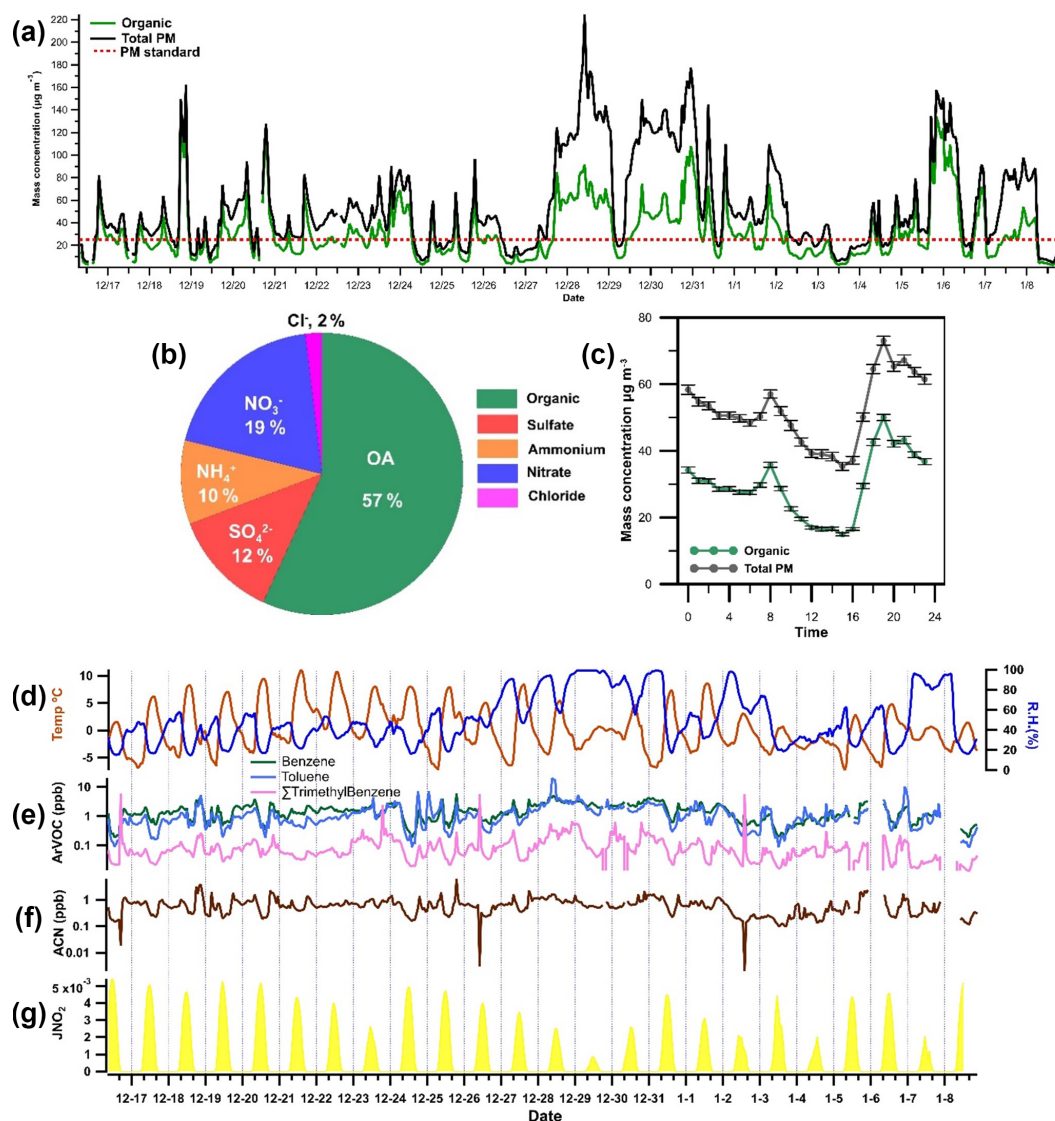 (a)
Organic
Total PM
PM standard
Mass concentration (µg m⁻³)
220
200
180
160
140
120
100
80
60
40
20
12/17 12/18 12/19 12/20 12/21 12/22 12/23 12/24 12/25 12/26 12/27 12/28 12/29 12/30 12/31 1/1 1/2 1/3 1/4 1/5 1/6 1/7 1/8
Date
(b)
Cl⁻, 2 %
NO₃⁻
19 %
NH₄⁺
10 %
SO₄²⁻
12 %
OA
57 %
Organic
Sulfate
Ammonium
Nitrate
Chloride
(c)
Mass concentration µg m⁻³
80
60
40
20
0
Organic
Total PM
0 4 8 12 16 20 24
Time
(d)
Temp °C
10
5
0
-5
100
80
60
40
20
0
R.H.(%)
(e)
Benzene
Toluene
∑TrimethylBenzene
ArVOC (ppb)
10
1
0.1
(f)
ACN (ppb)
1
0.1
0.01
(g)
JNO₂
5 x10⁻³
4
3
2
1
0
12-17 12-18 12-19 12-20 12-21 12-22 12-23 12-24 12-25 12-26 12-27 12-28 12-29 12-30 12-31 1-1 1-2 1-3 1-4 1-5 1-6 1-7 1-8
Date